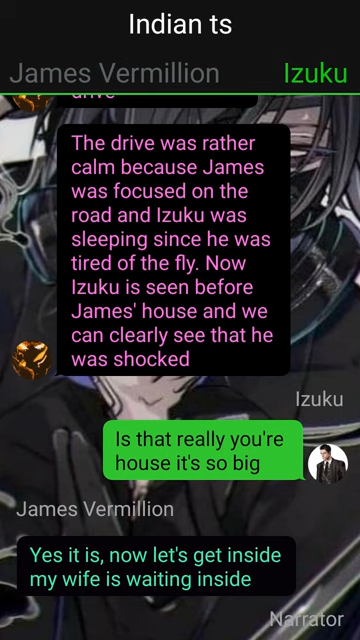 Indian ts
James Vermillion
Izuku
drive
The drive was rather
calm because James
was focused on the
road and Izuku was
sleeping since he was
tired of the fly. Now
Izuku is seen before
James' house and we
can clearly see that he
was shocked
Izuku
Is that really you're
house it's so big
James Vermillion
Yes it is, now let's get inside
my wife is waiting inside
Narrator